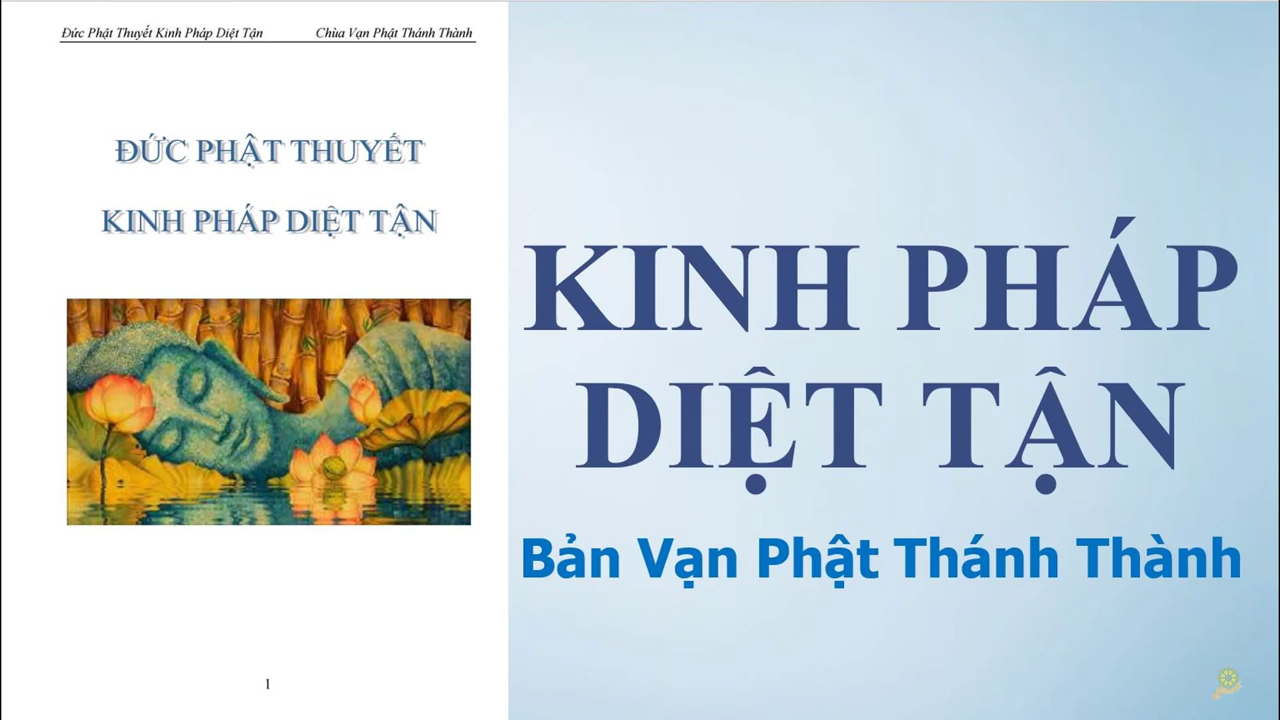 Đức Phật Thuyết Kinh Pháp Diệt Tận Chùa Vạn Phật Thánh Thành
ĐỨC PHẬT THUYẾT
KINH PHÁP DIỆT TẬN
1
KINH PHÁP
DIỆT TẬN
Bản Vạn Phật Thánh Thành